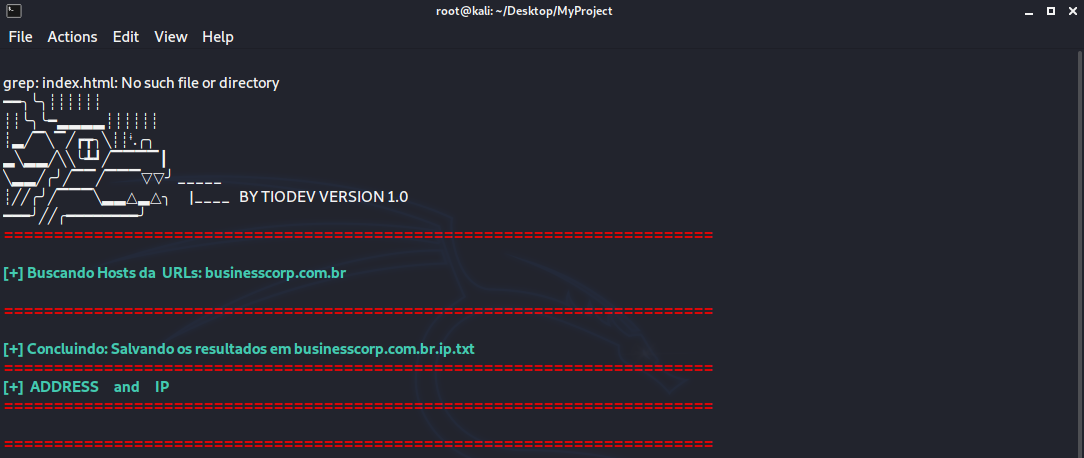 root@kali: ~/Desktop/MyProject
File Actions Edit View Help
grep: index.html: No such file or directory
BY TIODEV VERSION 1.0
=======================================================================
[+] Buscando Hosts da  URLs: businesscorp.com.br
=======================================================================
[+] Concluindo: Salvando os resultados em businesscorp.com.br.ip.txt
=======================================================================
[+]  ADDRESS    and    IP
=======================================================================
=======================================================================